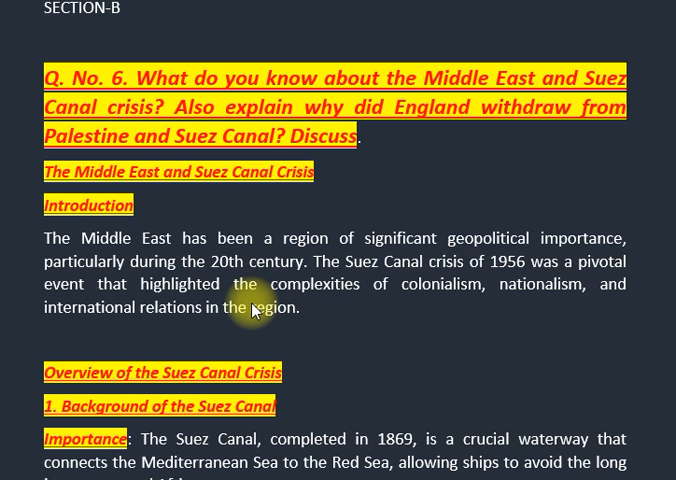 SECTION-B
Q. No. 6. What do you know about the Middle East and Suez
Canal crisis? Also explain why did England withdraw from
Palestine and Suez Canal? Discuss.
The Middle East and Suez Canal Crisis
Introduction
The Middle East has been a region of significant geopolitical importance,
particularly during the 20th century. The Suez Canal crisis of 1956 was a pivotal
event that highlighted the complexities of colonialism, nationalism, and
international relations in the region.
Overview of the Suez Canal Crisis
1. Background of the Suez Canal
Importance: The Suez Canal, completed in 1869, is a crucial waterway that
connects the Mediterranean Sea to the Red Sea, allowing ships to avoid the long